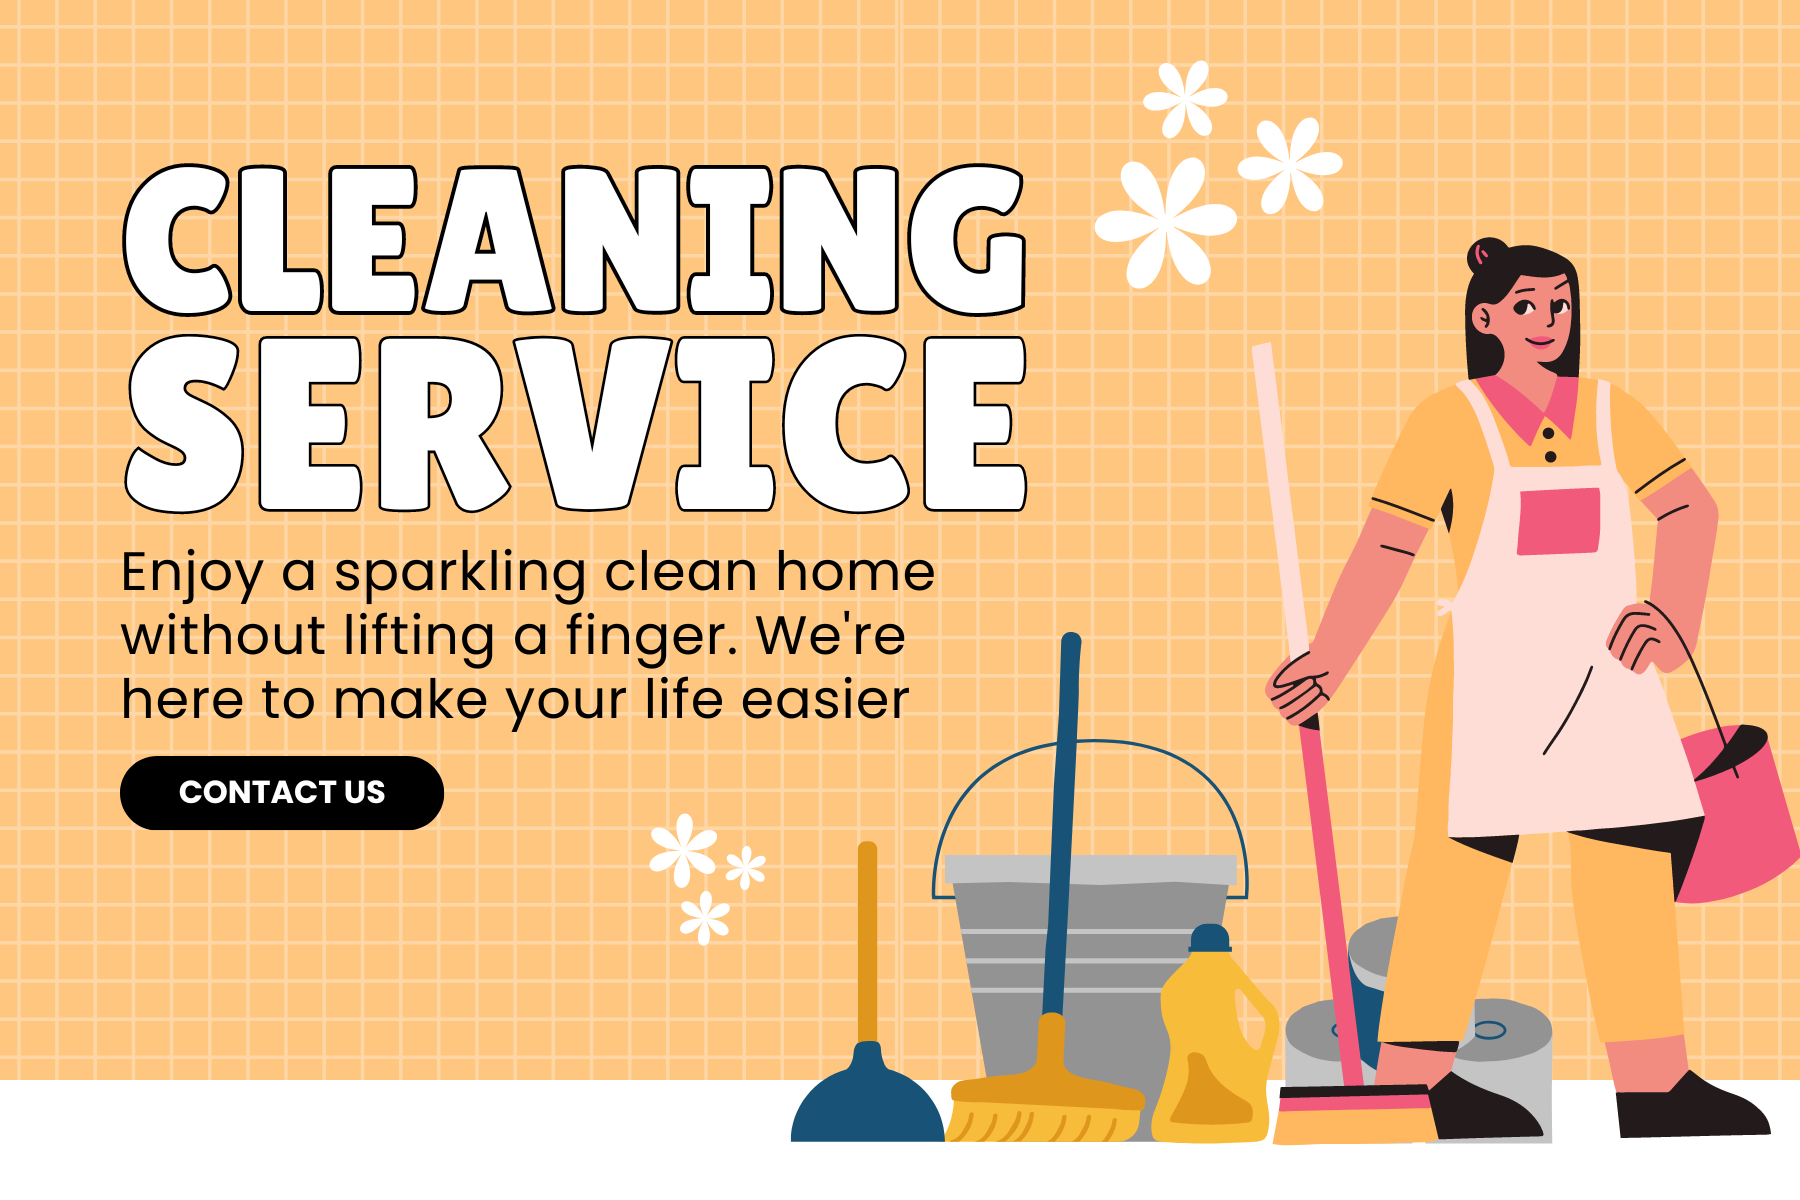 CLEANING
SERVICE
Enjoy a sparkling clean home
without lifting a finger. We're
here to make your life easier
CONTACT US